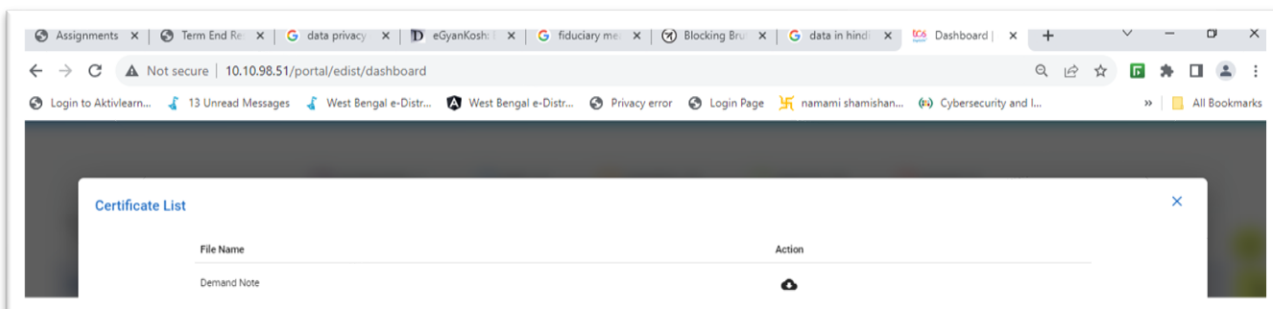 Assignments Term End Re data privacy eGyanKosh: fiduciary me Blocking Bru data in hindi Dashboard |
Not secure | 10.10.98.51/portal/edist/dashboard
Login to Aktivlearn... 13 Unread Messages West Bengal e-Distr... West Bengal e-Distr... Privacy error Login Page namami shamishan... Cybersecurity and I... » All Bookmarks
Certificate List
File Name Action
Demand Note